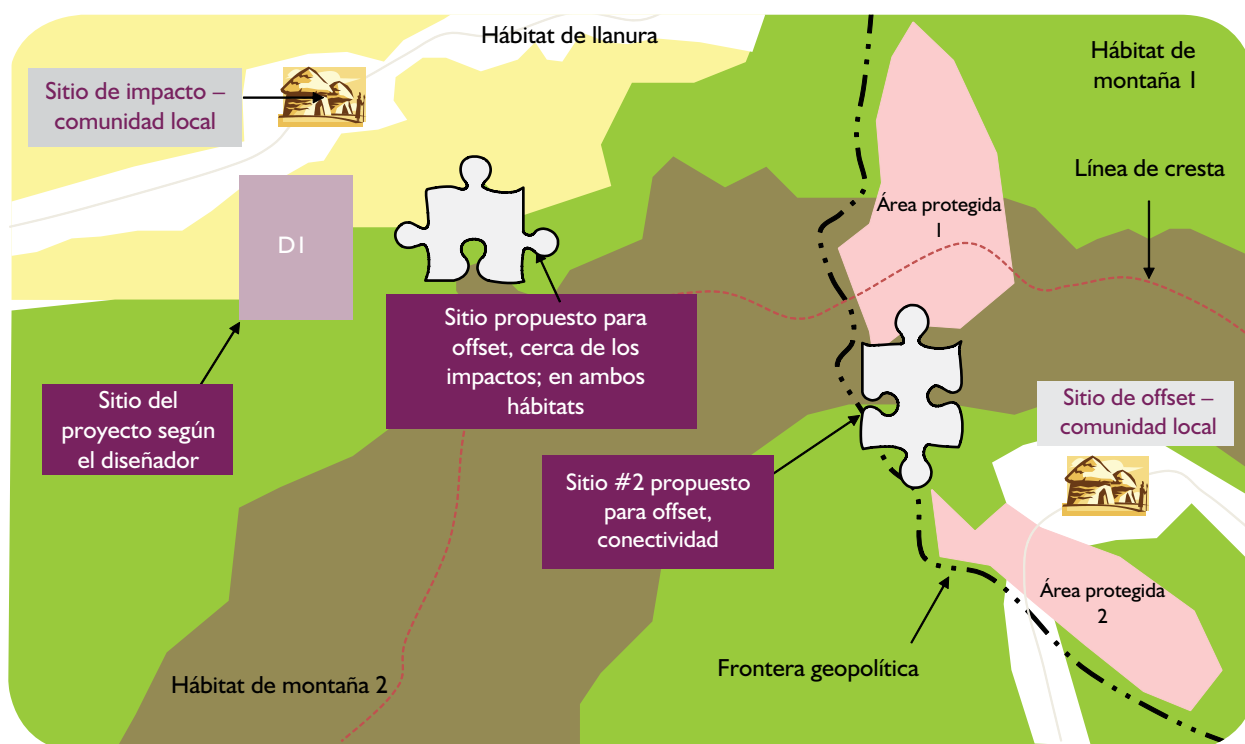 Hábitat de llanura
Hábitat de
montaña 1
Sitio de impacto –
comunidad local
Línea de cresta
Área protegida
1
D1
Sitio propuesto para
offset, cerca de los
impactos; en ambos
hábitats
Sitio del
proyecto según
el diseñador
Sitio de offset –
comunidad local
Sitio #2 propuesto
para offset,
conectividad
Área protegida
2
Frontera geopolítica
Hábitat de montaña 2